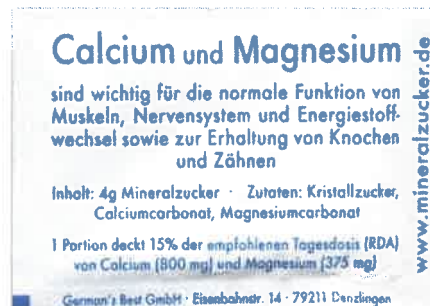 Calcium und Magnesium
sind wichtig für die normale Funktion von
Muskeln, Nervensystem und Energiestoff-
wechsel sowie zur Erhaltung von Knochen
und Zähnen
Inhalt: 4g Mineralzucker · Zutaten: Kristallzucker,
Calciumcarbonat, Magnesiumcarbonat
1 Portion deckt 15% der empfohlenen Tagesdosis (RDA)
von Calcium (800 mg) und Magnesium (375 mg)
German's Best GmbH · Eisenbahnstr. 14 · 79211 Denzlingen
www.mineralzucker.de